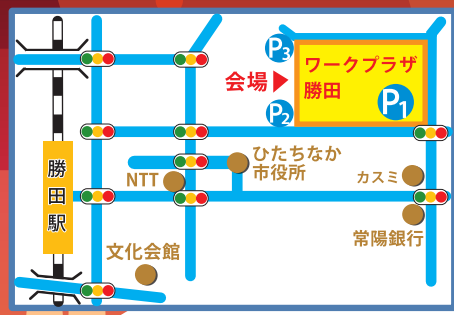 P3
ワークプラザ
勝田
会場
P1
P2
ひたちなか
市役所
NTT
カスミ
勝田駅
常陽銀行
文化会館